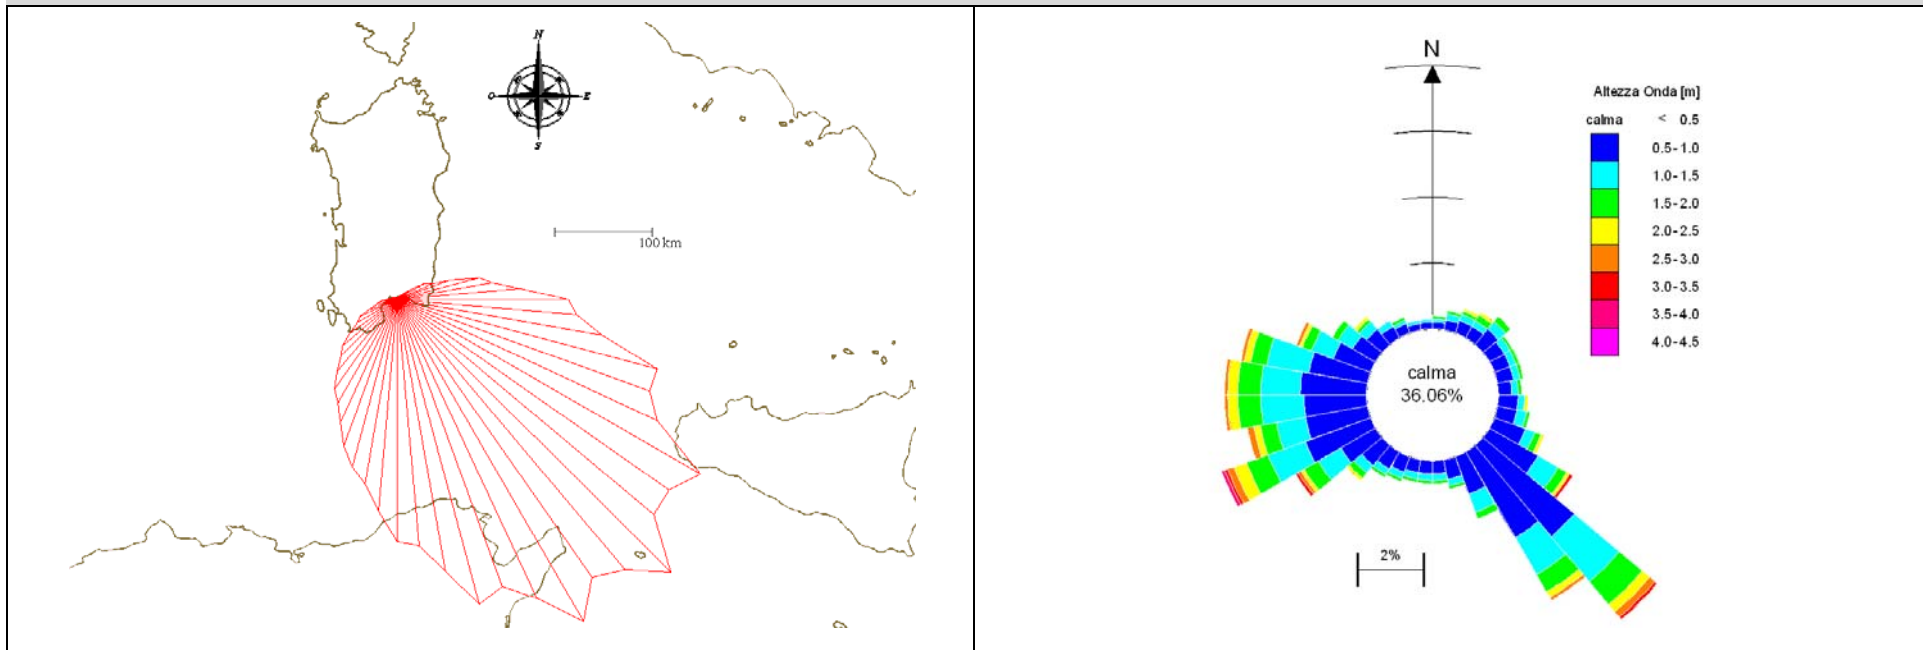 N
O
E
S
100 km
N
Altezza Onda [m]
calma < 0.5
0.5-1.0
1.0-1.5
1.5-2.0
2.0-2.5
2.5-3.0
3.0-3.5
3.5-4.0
4.0-4.5
calma
36.06%
2%